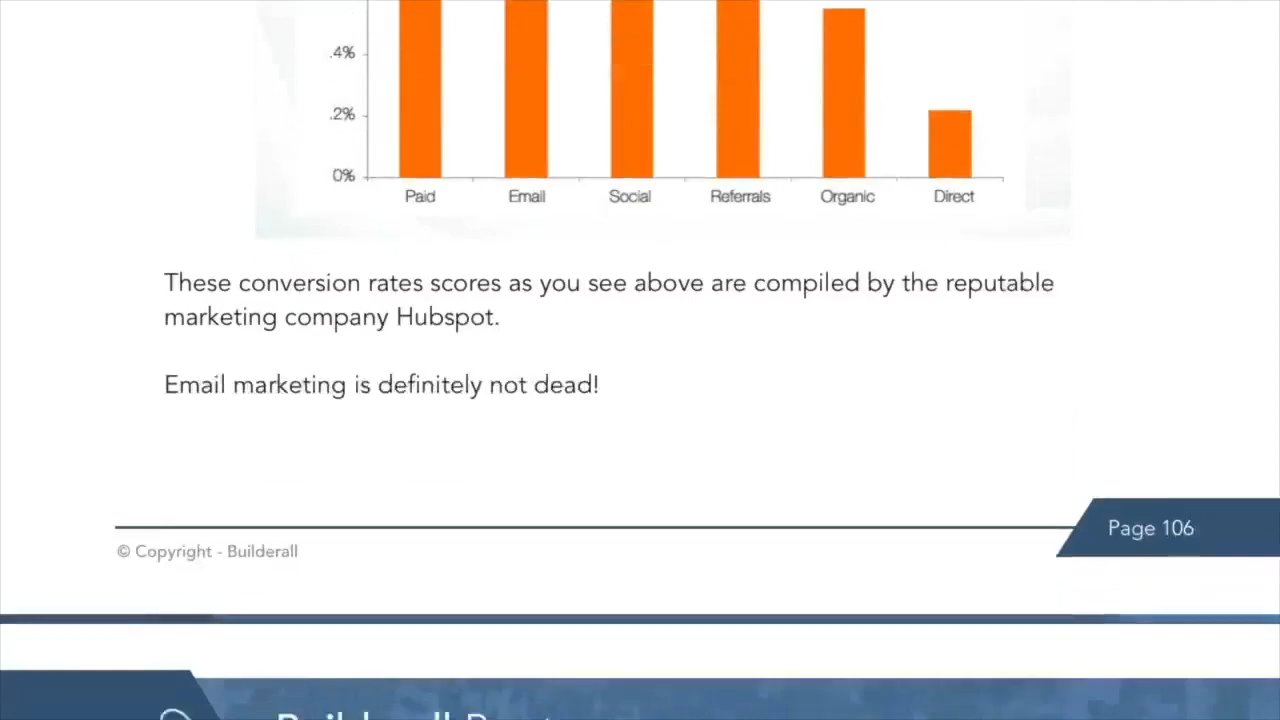 .4%
.2%
0%
Paid Email Social Referrals Organic Direct
These conversion rates scores as you see above are compiled by the reputable
marketing company Hubspot.
Email marketing is definitely not dead!
Page 106
© Copyright - Builderall
Builderall